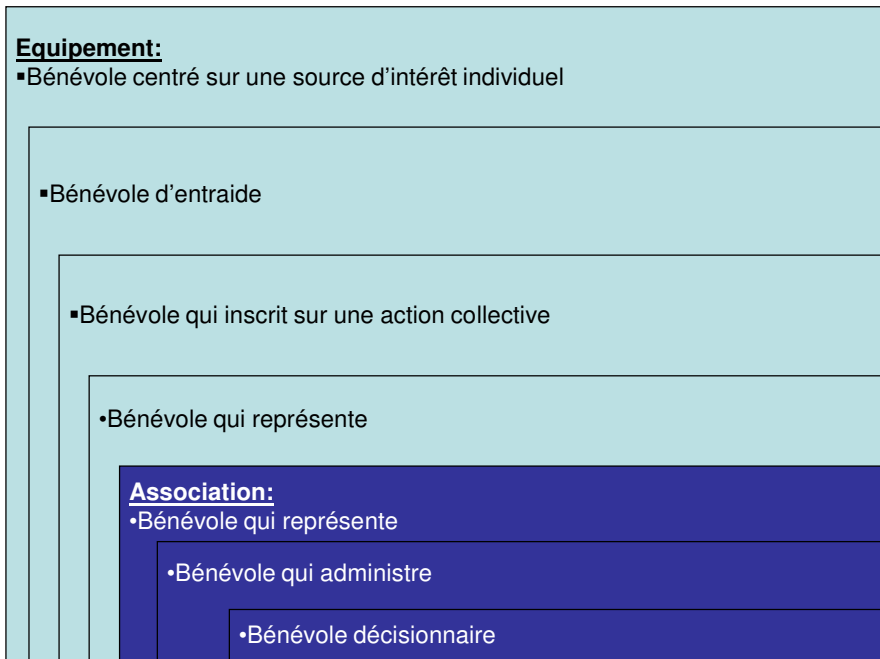 Equipement:
▪Bénévole centré sur une source d'intérêt individuel
▪Bénévole d'entraide
▪Bénévole qui inscrit sur une action collective
•Bénévole qui représente
Association:
•Bénévole qui représente
•Bénévole qui administre
•Bénévole décisionnaire